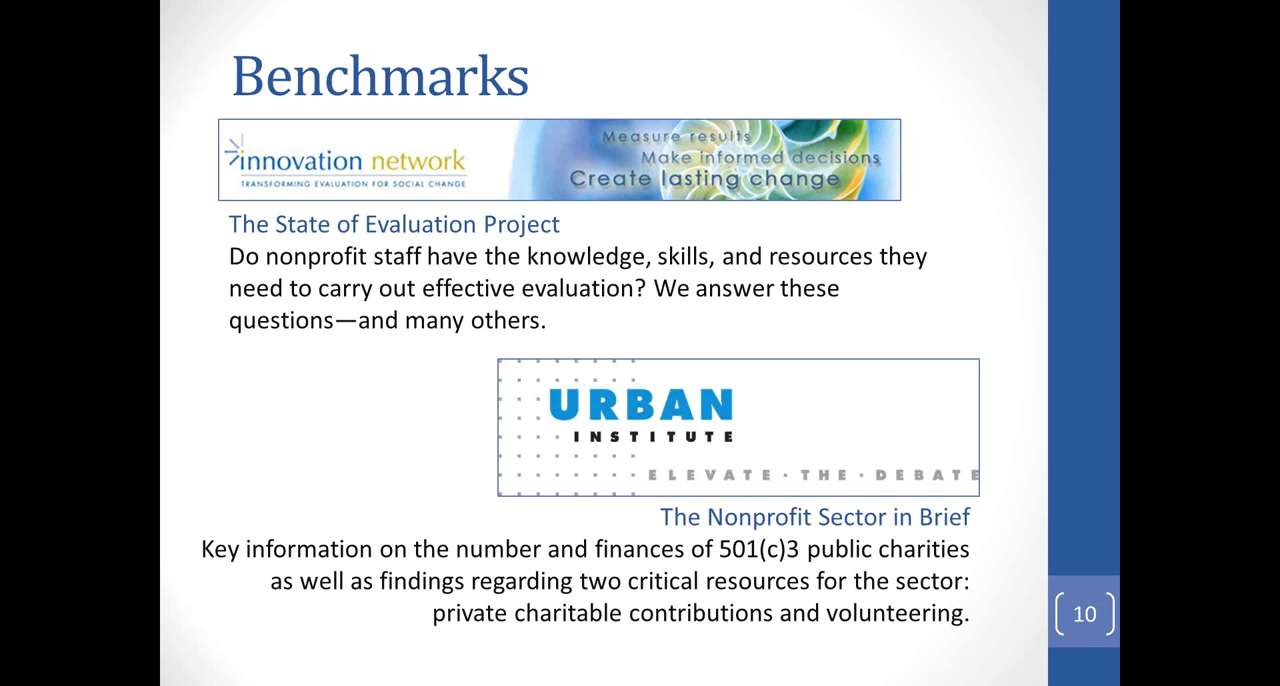 Benchmarks
innovation network
TRANSFORMING EVALUATION FOR SOCIAL CHANGE
Measure results
Make informed decisions
Create lasting change
The State of Evaluation Project
Do nonprofit staff have the knowledge, skills, and resources they
need to carry out effective evaluation? We answer these
questions—and many others.
URBAN
INSTITUTE
ELEVATE · THE · DEBATE
The Nonprofit Sector in Brief
Key information on the number and finances of 501(c)3 public charities
as well as findings regarding two critical resources for the sector:
private charitable contributions and volunteering.
10